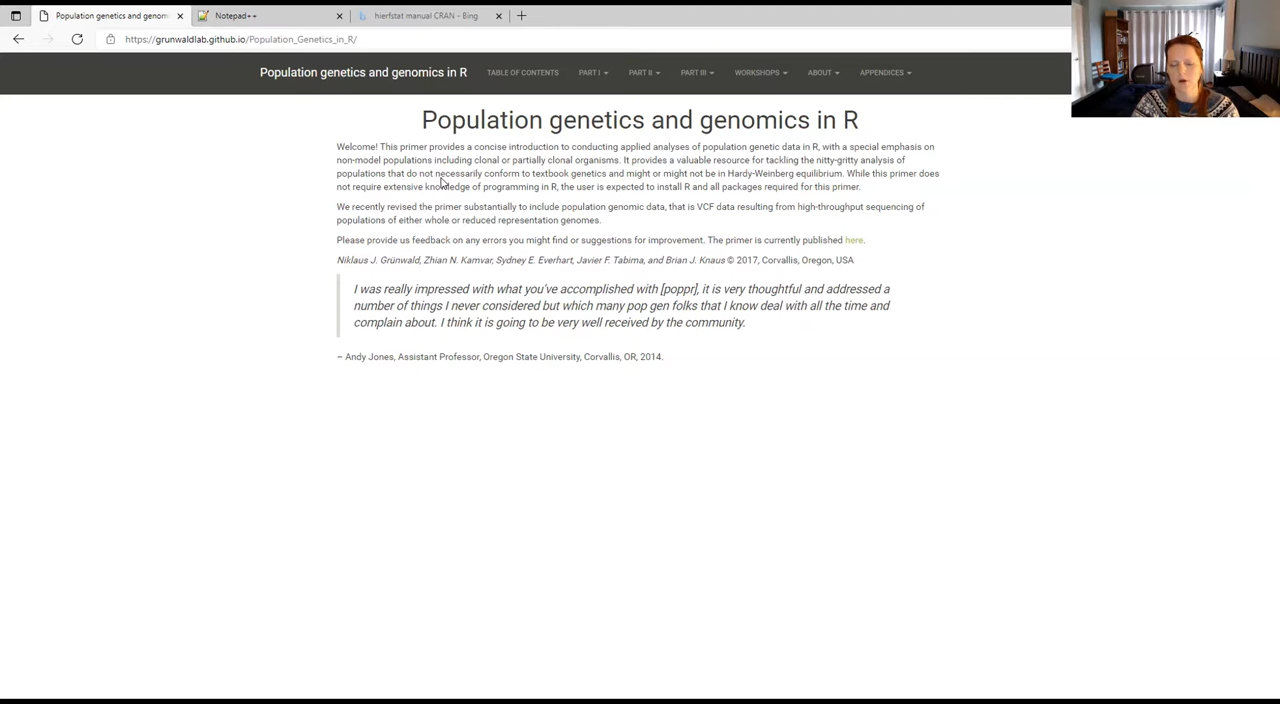 Population genetics and genom
Notepad++
hierfstat manual CRAN - Bing
https://grunwaldlab.github.io/Population_Genetics_in_R/
Population genetics and genomics in R
TABLE OF CONTENTS
PART I
PART II
PART III
WORKSHOPS
ABOUT
APPENDICES
Population genetics and genomics in R
Welcome! This primer provides a concise introduction to conducting applied analyses of population genetic data in R, with a special emphasis on
non-model populations including clonal or partially clonal organisms. It provides a valuable resource for tackling the nitty-gritty analysis of
populations that do not necessarily conform to textbook genetics and might or might not be in Hardy-Weinberg equilibrium. While this primer does
not require extensive knowledge of programming in R, the user is expected to install R and all packages required for this primer.
We recently revised the primer substantially to include population genomic data, that is VCF data resulting from high-throughput sequencing of
populations of either whole or reduced representation genomes.
Please provide us feedback on any errors you might find or suggestions for improvement. The primer is currently published here.
Niklaus J. Grünwald, Zhian N. Kamvar, Sydney E. Everhart, Javier F. Tabima, and Brian J. Knaus © 2017, Corvallis, Oregon, USA
I was really impressed with what you've accomplished with [poppr], it is very thoughtful and addressed a
number of things I never considered but which many pop gen folks that I know deal with all the time and
complain about. I think it is going to be very well received by the community.
– Andy Jones, Assistant Professor, Oregon State University, Corvallis, OR, 2014.